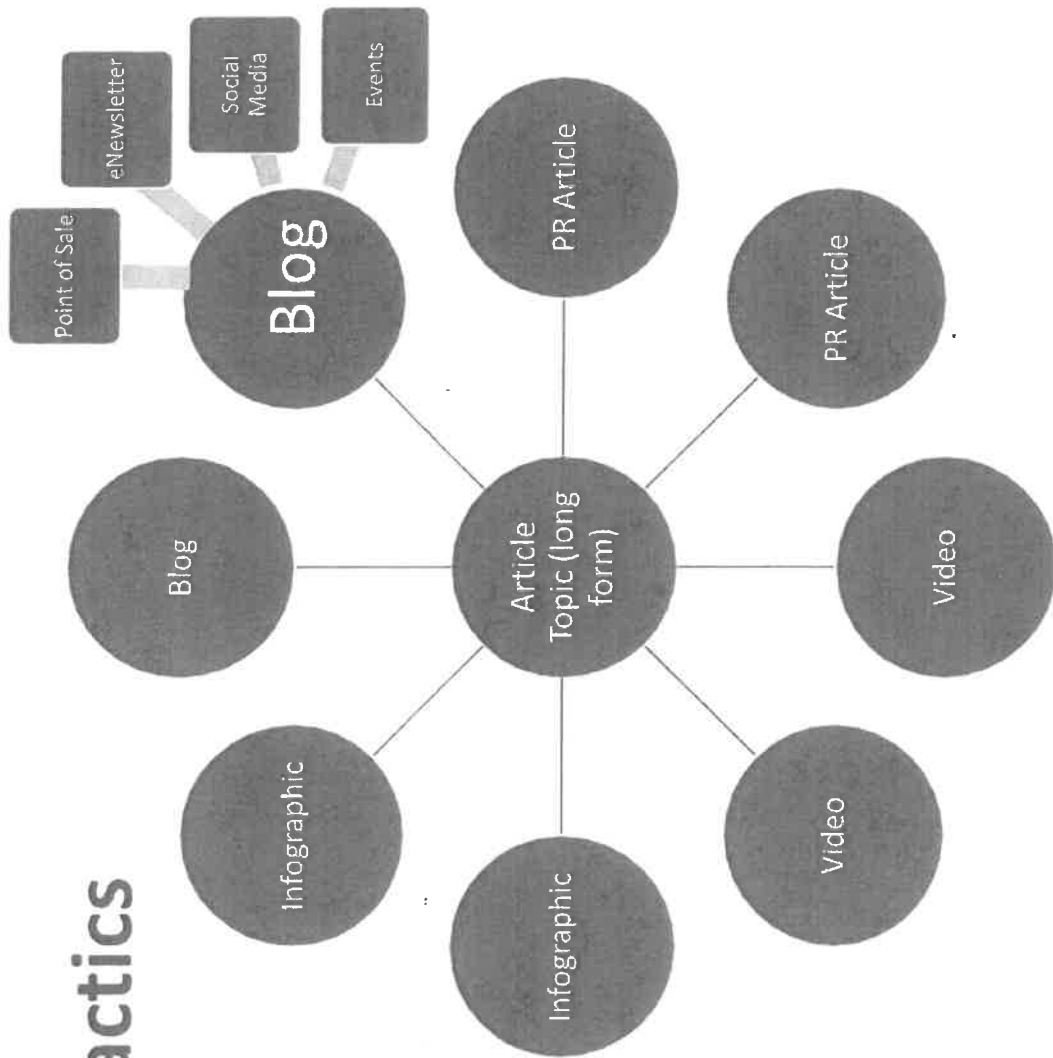 actics
Point of Sale
eNewsletter
Social
Media
Events
Blog
Blog
Infographic
Infographic
Article
Topic (long
form)
PR Article
Video
PR Article
Video